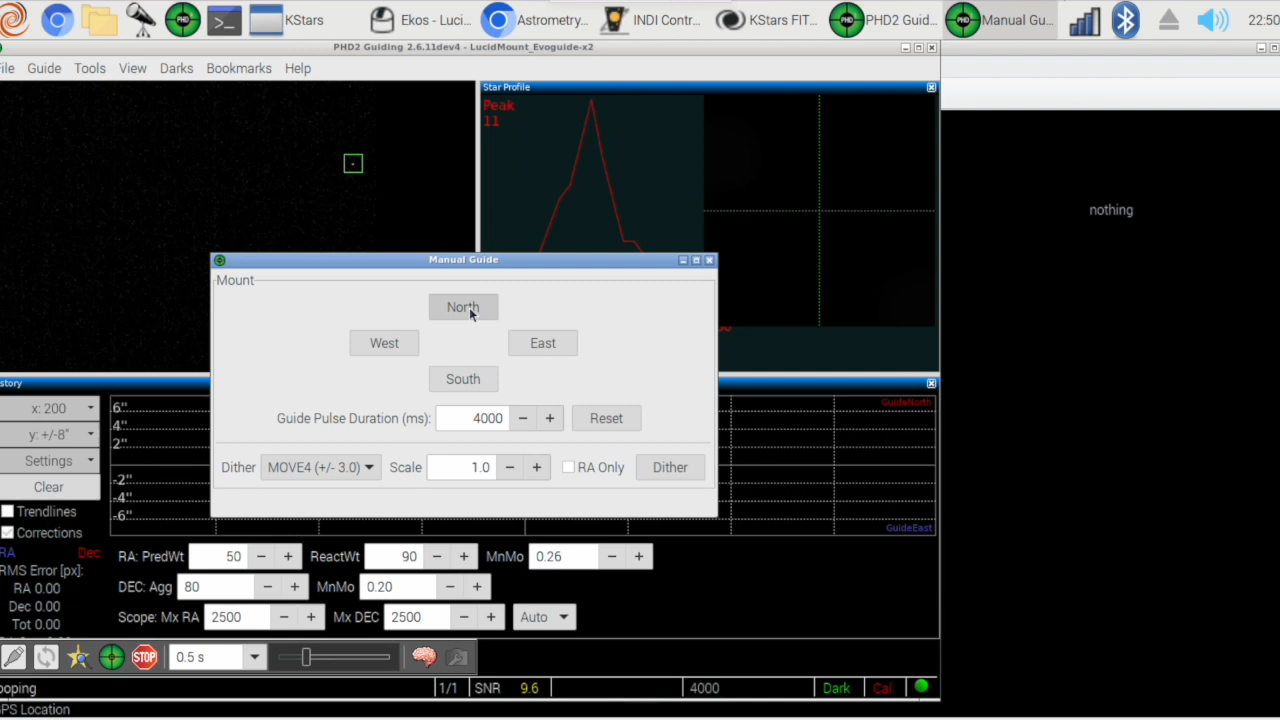 KStars Ekos - Luci... Astrometry... INDI Contr... KStars FIT... PHD2 Guid... Manual Gu... 22:50
PHD2 Guiding 2.6.11dev4 - LucidMount_Evoguide-x2
File Guide Tools View Darks Bookmarks Help
Star Profile
Peak
11
nothing
Manual Guide
Mount
North
West East
South
Guide Pulse Duration (ms): 4000 − + Reset
Dither MOVE4 (+/- 3.0) Scale 1.0 − + RA Only Dither
story
x: 200
y: +/-8"
Settings
Clear
Trendlines
Corrections
RA Dec
RMS Error [px]:
RA 0.00
Dec 0.00
Tot 0.00
6"
4"
2"
-2"
-4"
-6"
GuideNorth
GuideEast
RA: PredWt 50 − + ReactWt 90 − + MnMo 0.26 − +
DEC: Agg 80 − + MnMo 0.20 − +
Scope: Mx RA 2500 − + Mx DEC 2500 − + Auto
STOP 0.5 s
ooping 1/1 SNR 9.6 4000 Dark Cal
GPS Location